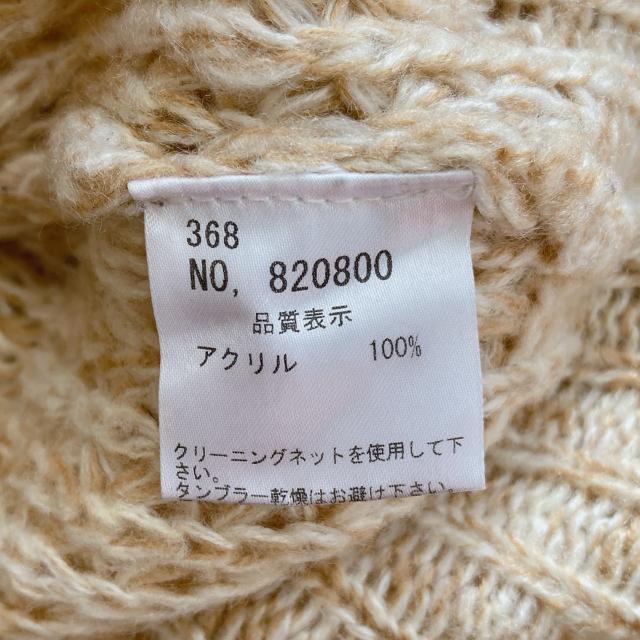 368
NO, 820800
品質表示
アクリル 100%
クリーニングネットを使用して下
さい。
タンブラー乾燥はお避け下さい。